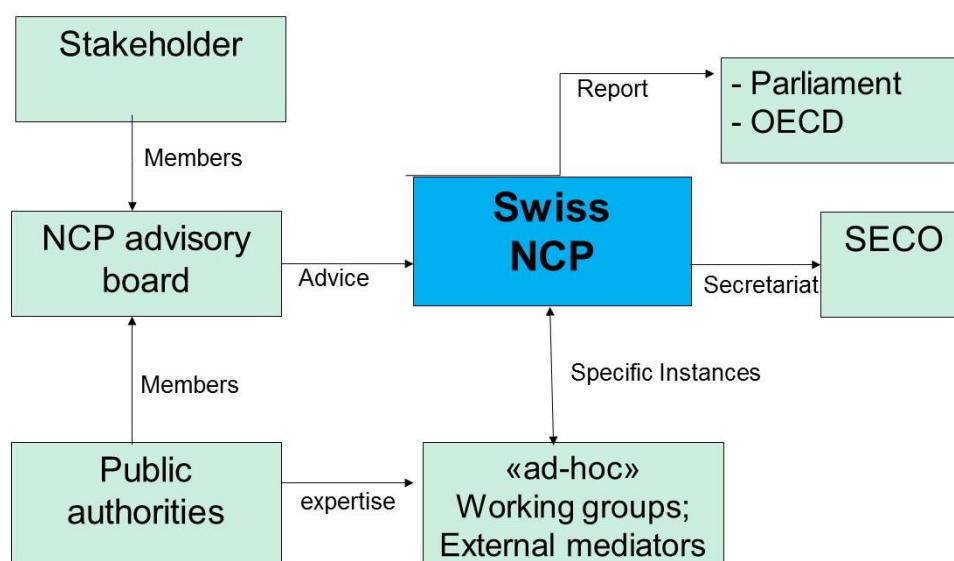 Stakeholder
Report
- Parliament
- OECD
Members
Swiss
NCP
NCP advisory
board
Advice
SECO
Secretariat
Members
Specific Instances
Public
authorities
expertise
«ad-hoc»
Working groups;
External mediators